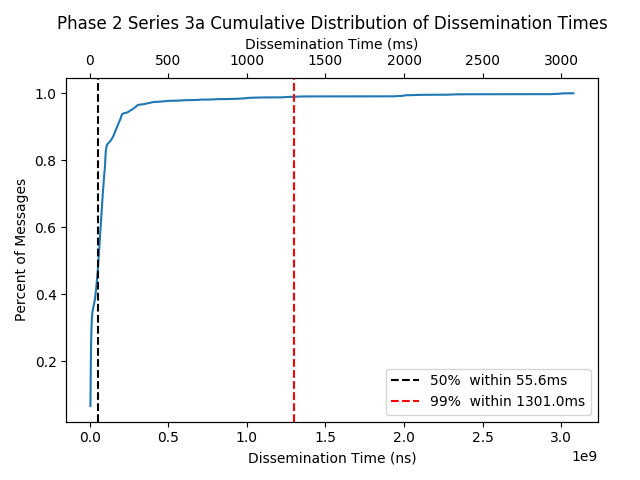 Phase 2 Series 3a Cumulative Distribution of Dissemination Times
Dissemination Time (ms)
0 500 1000 1500 2000 2500 3000
1.0
0.8
0.6
0.4
0.2
Percent of Messages
50%  within 55.6ms
99%  within 1301.0ms
0.0 0.5 1.0 1.5 2.0 2.5 3.0
1e9
Dissemination Time (ns)